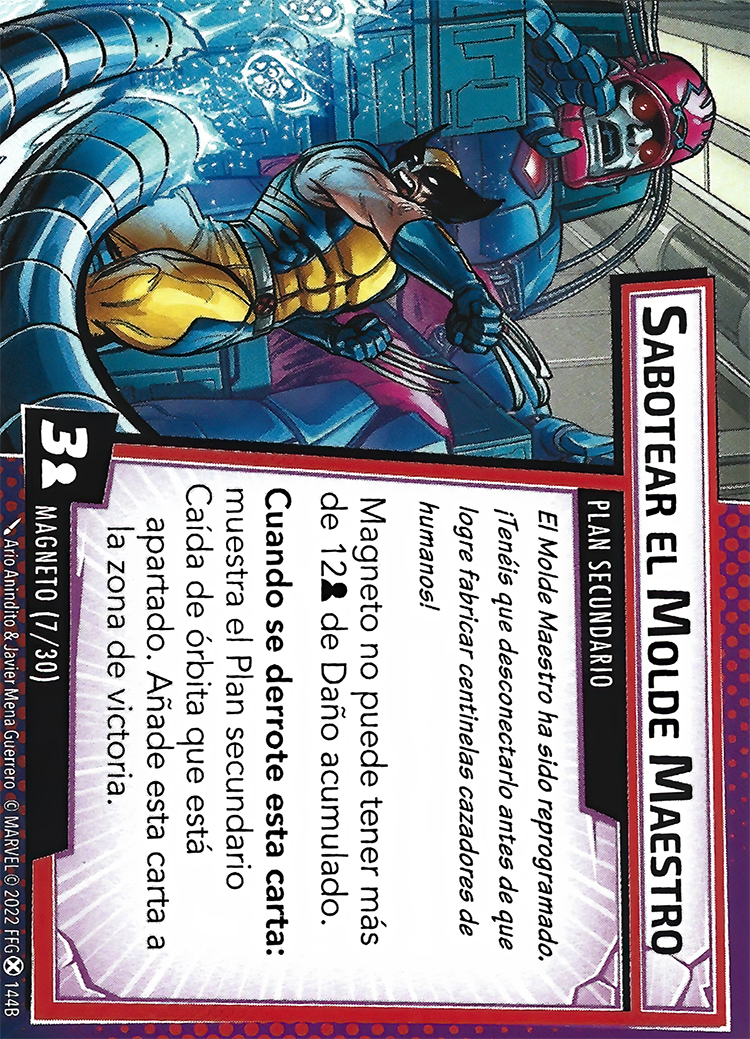 SABOTEAR EL MOLDE MAESTRO
PLAN SECUNDARIO
El Molde Maestro ha sido reprogramado.
¡Tenéis que desconectarlo antes de que
logre fabricar centinelas cazadores de
humanos!
Magneto no puede tener más
de 12 de Daño acumulado.
Cuando se derrote esta carta:
muestra el Plan secundario
Caída de órbita que está
apartado. Añade esta carta a
la zona de victoria.
3
MAGNETO (7/30)
Ario Anindito & Javier Mena Guerrero © MARVEL © 2022 FFG 144B